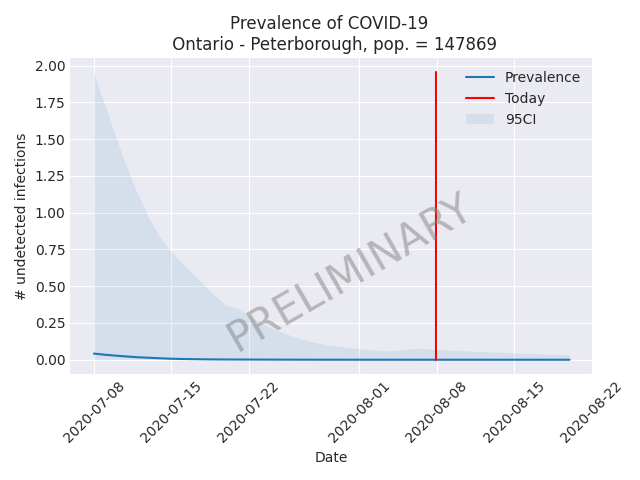 Prevalence of COVID-19
Ontario - Peterborough, pop. = 147869
2.00
1.75
1.50
1.25
1.00
0.75
0.50
0.25
0.00
# undetected infections
Prevalence
Today
95CI
PRELIMINARY
2020-07-08
2020-07-15
2020-07-22
2020-08-01
2020-08-08
2020-08-15
2020-08-22
Date